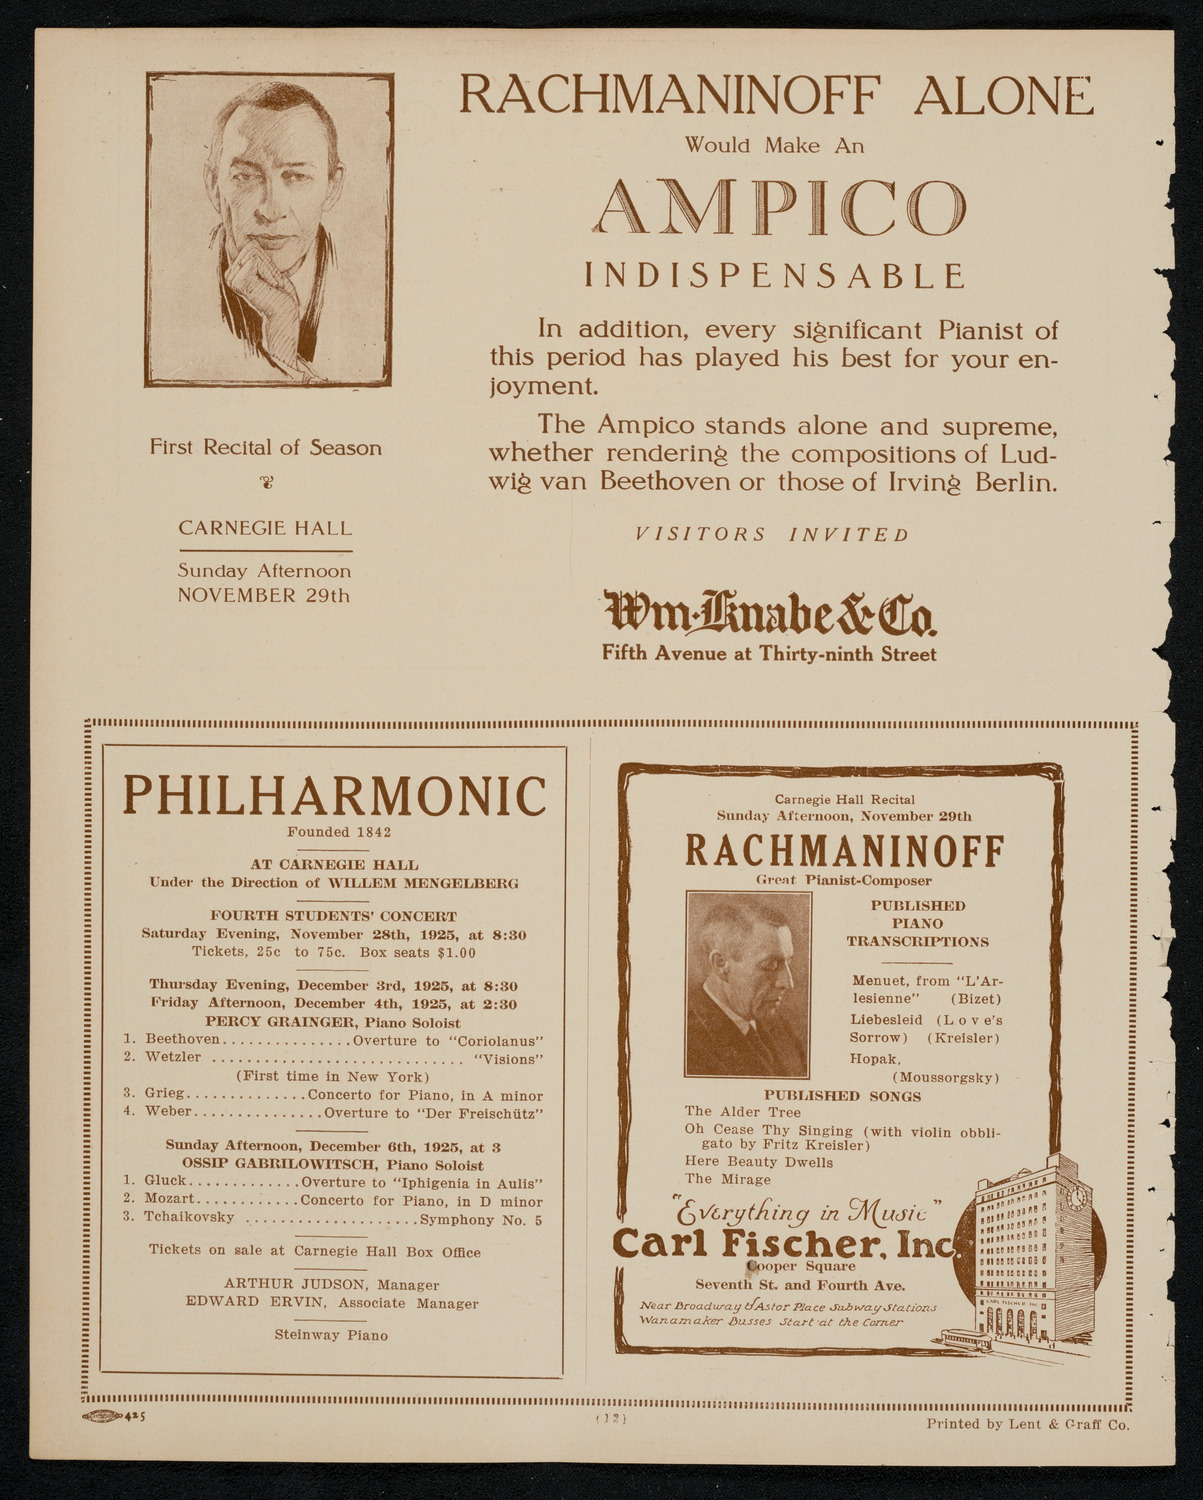 RACHMANINOFF ALONE
Would Make An
AMPICO
INDISPENSABLE
In addition, every significant Pianist of
this period has played his best for your en-
joyment.
The Ampico stands alone and supreme,
whether rendering the compositions of Lud-
wig van Beethoven or those of Irving Berlin.
VISITORS INVITED
Wm. Knabe & Co.
Fifth Avenue at Thirty-ninth Street
First Recital of Season
CARNEGIE HALL
Sunday Afternoon
NOVEMBER 29th
PHILHARMONIC
Founded 1842
AT CARNEGIE HALL
Under the Direction of WILLEM MENGELBERG
FOURTH STUDENTS' CONCERT
Saturday Evening, November 28th, 1925, at 8:30
Tickets, 25c to 75c. Box seats $1.00
Thursday Evening, December 3rd, 1925, at 8:30
Friday Afternoon, December 4th, 1925, at 2:30
PERCY GRAINGER, Piano Soloist
1. Beethoven...............Overture to "Coriolanus"
2. Wetzler ............................. "Visions"
(First time in New York)
3. Grieg..............Concerto for Piano, in A minor
4. Weber...............Overture to "Der Freischütz"
Sunday Afternoon, December 6th, 1925, at 3
OSSIP GABRILOWITSCH, Piano Soloist
1. Gluck.............Overture to "Iphigenia in Aulis"
2. Mozart............Concerto for Piano, in D minor
3. Tchaikovsky ....................Symphony No. 5
Tickets on sale at Carnegie Hall Box Office
ARTHUR JUDSON, Manager
EDWARD ERVIN, Associate Manager
Steinway Piano
Carnegie Hall Recital
Sunday Afternoon, November 29th
RACHMANINOFF
Great Pianist-Composer
PUBLISHED
PIANO
TRANSCRIPTIONS
Menuet, from "L'Ar-
lesienne" (Bizet)
Liebesleid (Love's
Sorrow) (Kreisler)
Hopak,
(Moussorgsky)
PUBLISHED SONGS
The Alder Tree
Oh Cease Thy Singing (with violin obbli-
gato by Fritz Kreisler)
Here Beauty Dwells
The Mirage
"Everything in Music"
Carl Fischer, Inc.
Cooper Square
Seventh St. and Fourth Ave.
Near Broadway & Astor Place Subway Stations
Wanamaker Busses Start at the Corner
CARL FISCHER INC
425
(12)
Printed by Lent & Graff Co.